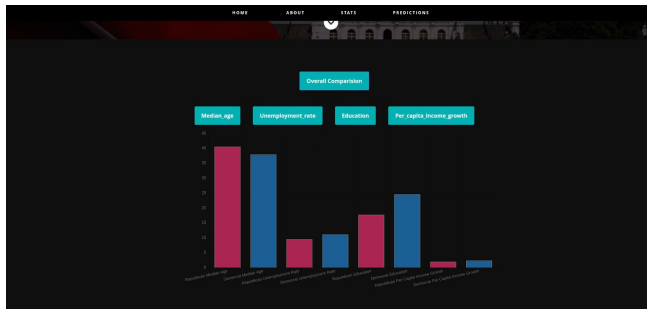 HOME ABOUT STATS PREDICTIONS
Overall Comparision
Median_age Unemployment_rate Education Per_capita_income_growth
45
40
35
30
25
20
15
10
5
0
Republican Median Age Democrat Median Age Republican Unemployment Rate Democrat Unemployment Rate Republican Education Democrat Education Republican Per Capita Income Growth Democrat Per Capita Income Growth